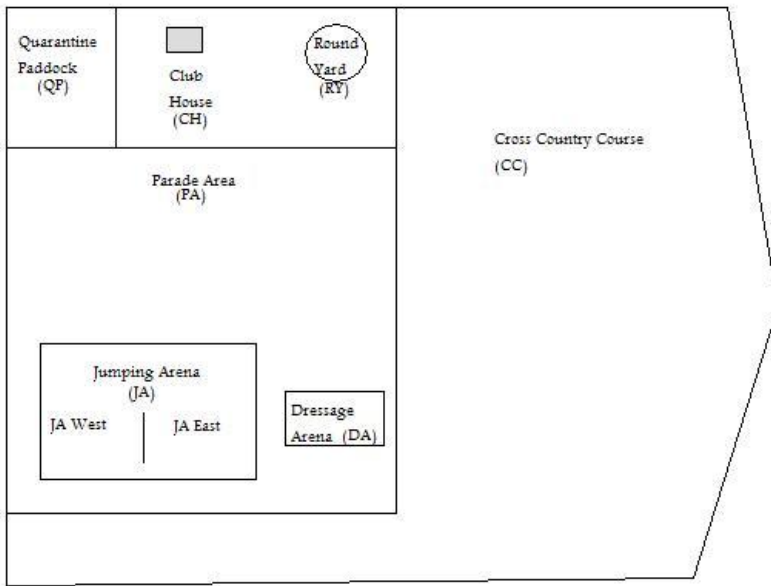 Quarantine
Paddock
(QP)
Club
House
(CH)
Round
Yard
(RY)
Cross Country Course
(CC)
Parade Area
(PA)
Jumping Arena
(JA)
JA West
JA East
Dressage
Arena (DA)